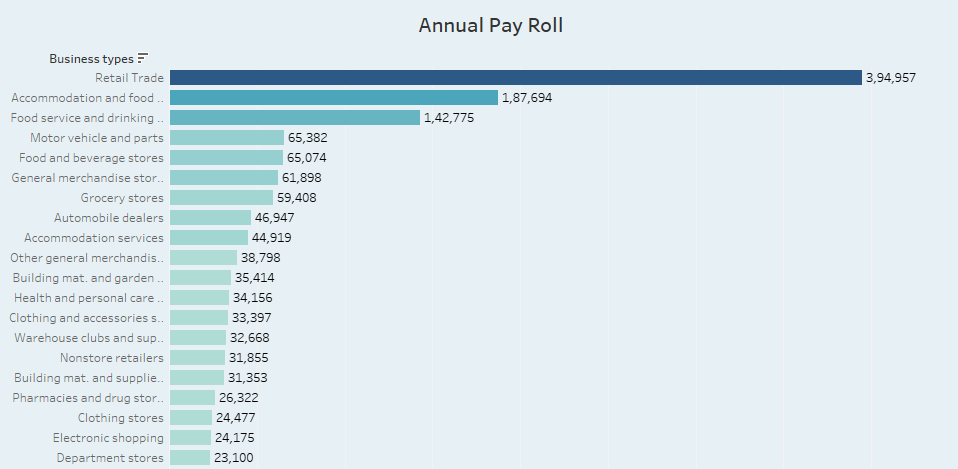 Annual Pay Roll
Business types
Retail Trade 3,94,957
Accommodation and food .. 1,87,694
Food service and drinking .. 1,42,775
Motor vehicle and parts 65,382
Food and beverage stores 65,074
General merchandise stor.. 61,898
Grocery stores 59,408
Automobile dealers 46,947
Accommodation services 44,919
Other general merchandis.. 38,798
Building mat. and garden .. 35,414
Health and personal care .. 34,156
Clothing and accessories s.. 33,397
Warehouse clubs and sup.. 32,668
Nonstore retailers 31,855
Building mat. and supplie.. 31,353
Pharmacies and drug stor.. 26,322
Clothing stores 24,477
Electronic shopping 24,175
Department stores 23,100